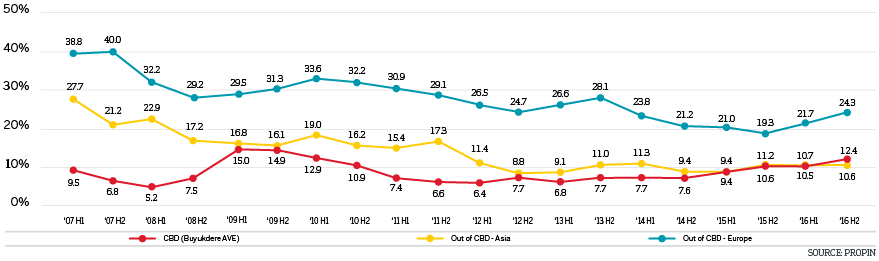 50%
40%
30%
20%
10%
0%
38.8 40.0 32.2 29.2 29.5 31.3 33.6 32.2 30.9 29.1 26.5 24.7 26.6 28.1 23.8 21.2 21.0 19.3 21.7 24.3
27.7 21.2 22.9 17.2 16.8 16.1 19.0 16.2 15.4 17.3 11.4 8.8 9.1 11.0 11.3 9.4 9.4 11.2 10.7 12.4
9.5 6.8 5.2 7.5 15.0 14.9 12.9 10.9 7.4 6.6 6.4 7.7 6.8 7.7 7.7 7.6 9.4 10.6 10.5 10.6
'07 H1 '07 H2 '08 H1 '08 H2 '09 H1 '09 H2 '10 H1 '10 H2 '11 H1 '11 H2 '12 H1 '12 H2 '13 H1 '13 H2 '14 H1 '14 H2 '15 H1 '15 H2 '16 H1 '16 H2
CBD (Buyukdere AVE) Out of CBD - Asia Out of CBD - Europe
SOURCE: PROPIN